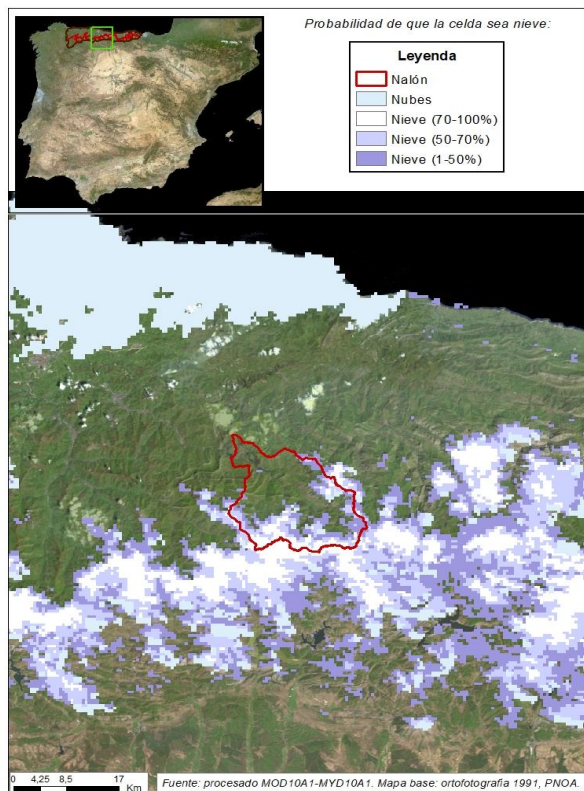 Probabilidad de que la celda sea nieve:
Leyenda
Nalón
Nubes
Nieve (70-100%)
Nieve (50-70%)
Nieve (1-50%)
0 4,25 8,5 17
Km
Fuente: procesado MOD10A1-MYD10A1. Mapa base: ortofotografia 1991, PNOA.